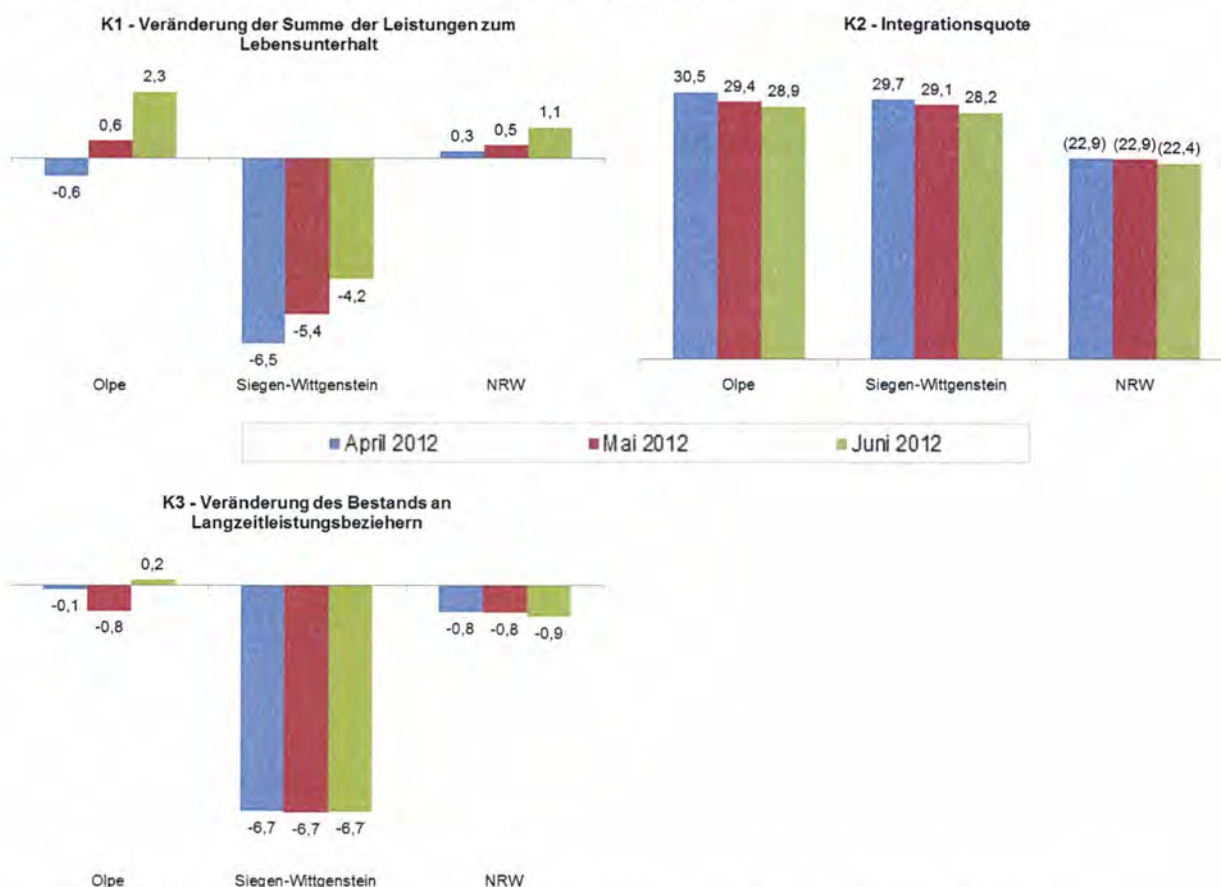 K1 - Veränderung der Summe der Leistungen zum
Lebensunterhalt
2,3
0,6
-0,6
0,3
0,5
1,1
-6,5
-5,4
-4,2
Olpe
Siegen-Wittgenstein
NRW
K2 - Integrationsquote
30,5
29,4
28,9
29,7
29,1
28,2
(22,9)
(22,9)
(22,4)
Olpe
Siegen-Wittgenstein
NRW
April 2012
Mai 2012
Juni 2012
K3 - Veränderung des Bestands an
Langzeitleistungsbeziehern
0,2
-0,1
-0,8
-0,8
-0,8
-0,9
-6,7
-6,7
-6,7
Olpe
Siegen-Wittgenstein
NRW